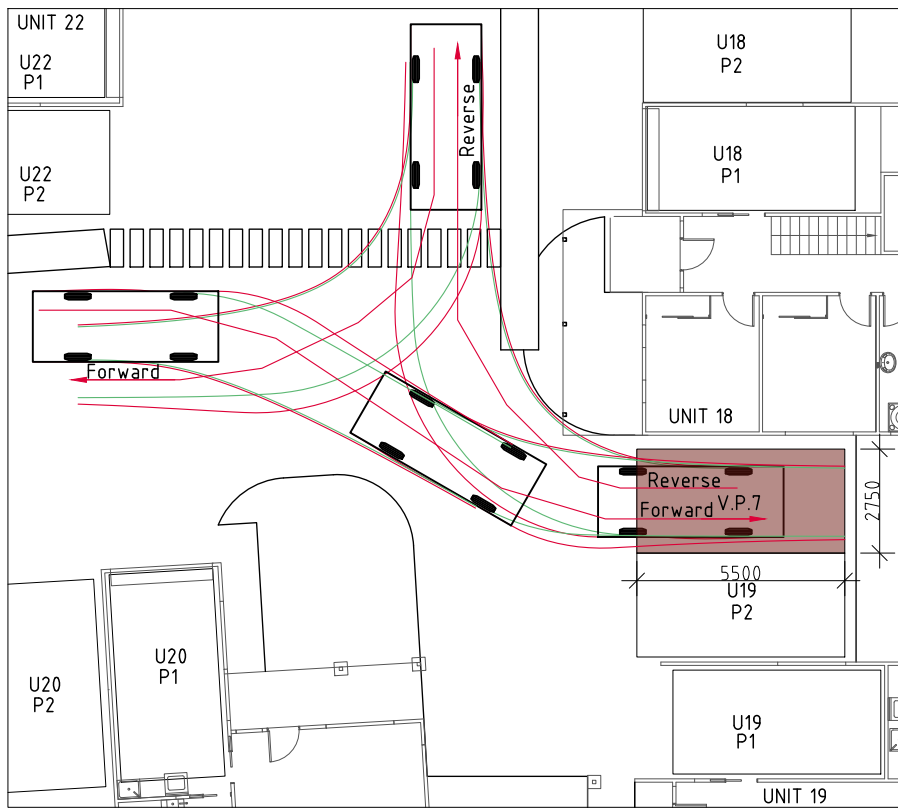 UNIT 22
U22
P1
U22
P2
Reverse
U18
P2
U18
P1
Forward
UNIT 18
Reverse
Forward
V.P.7
2750
5500
U19
P2
U20
P1
U20
P2
U19
P1
UNIT 19